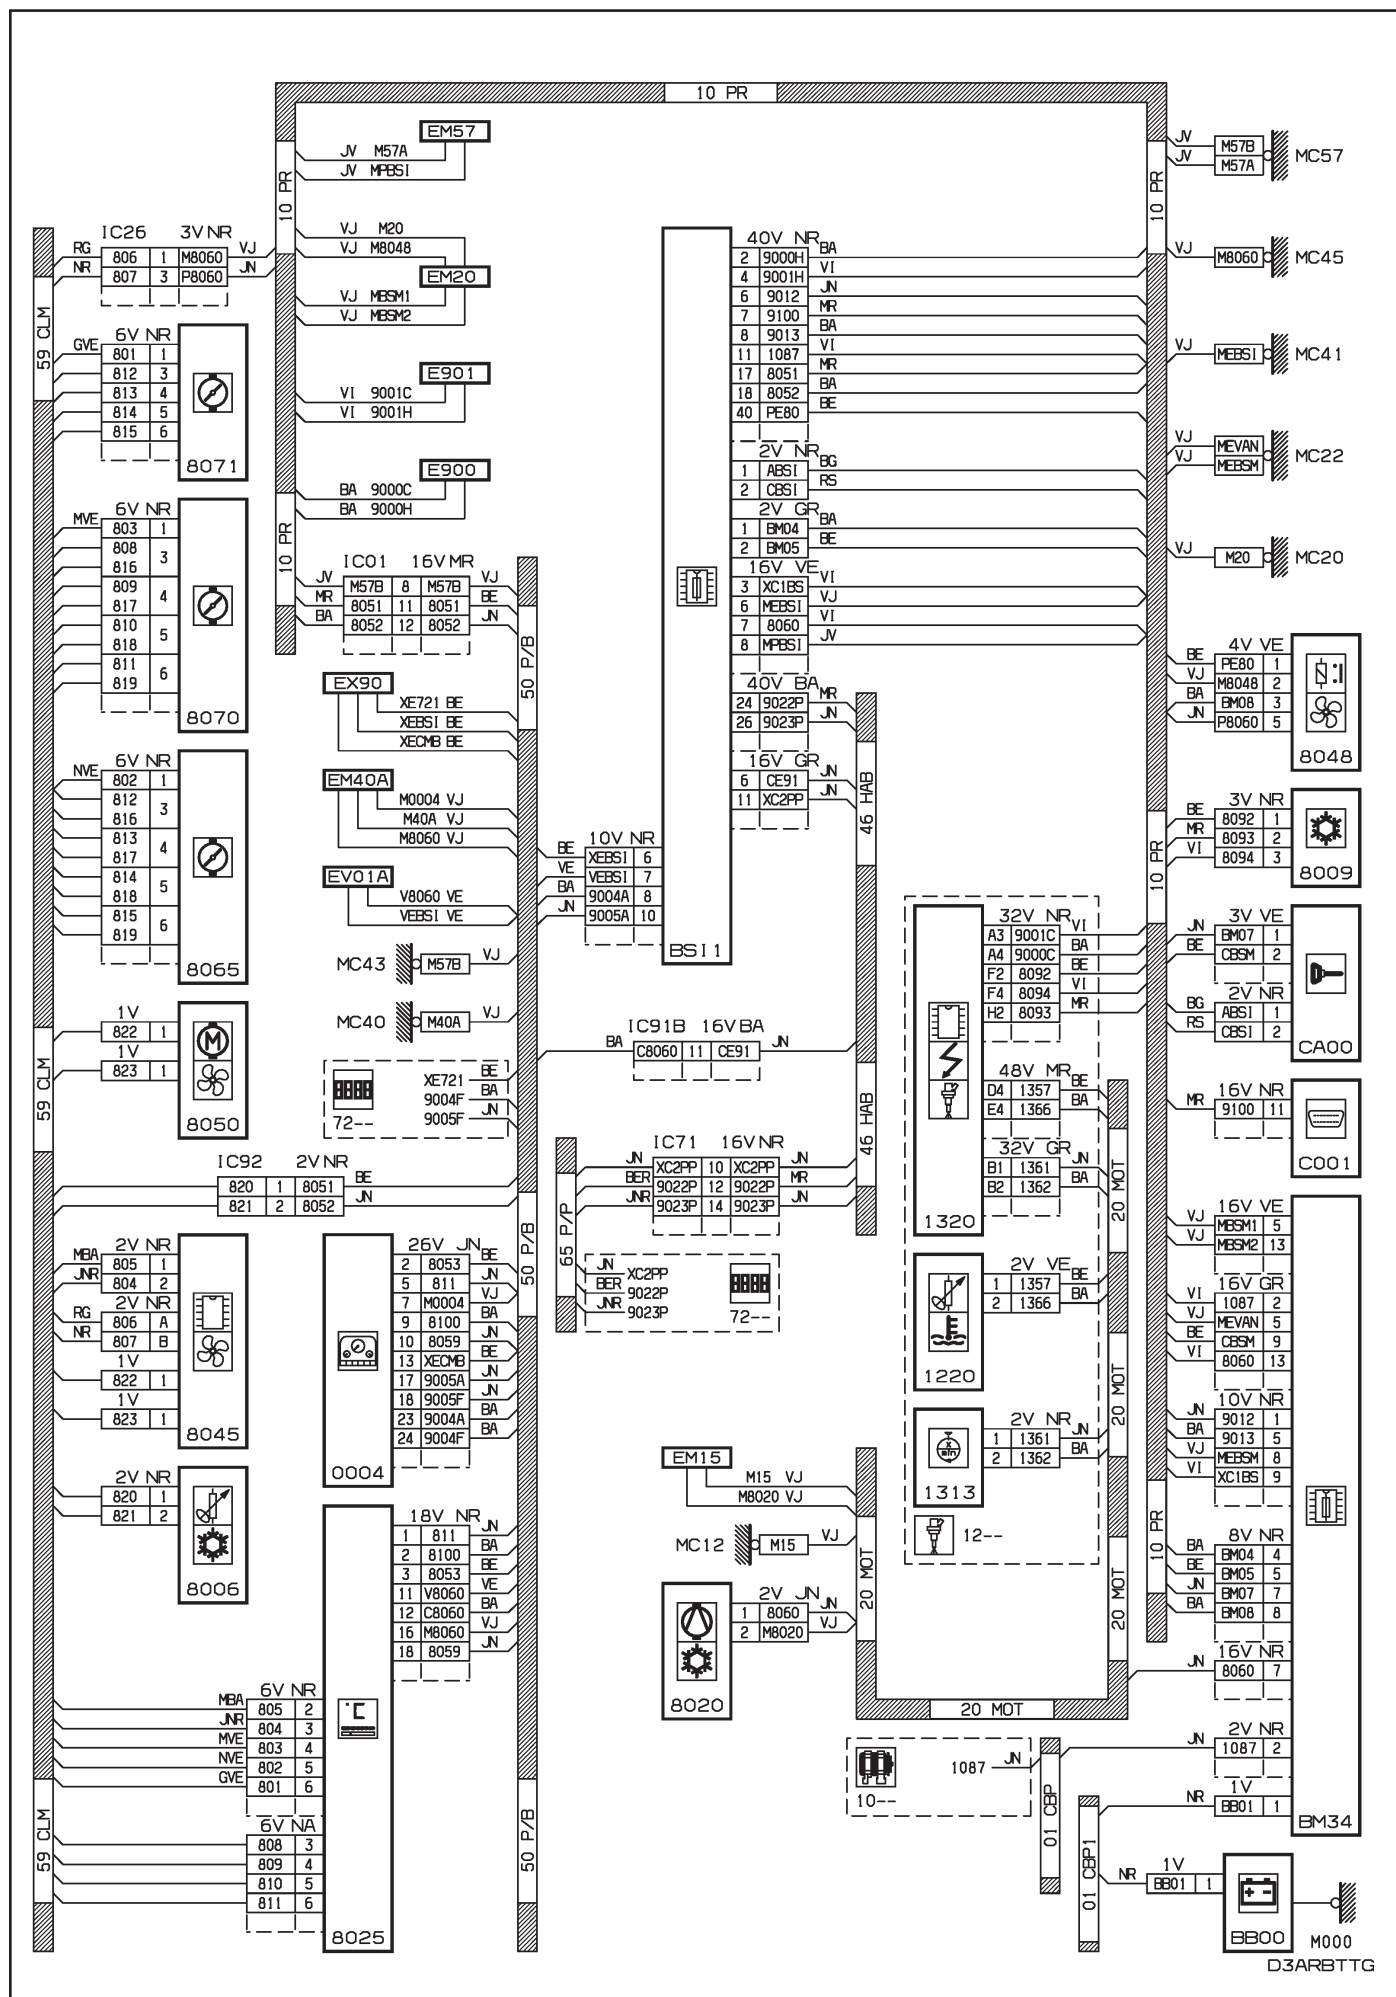 10 PR
EM57
JV M57A
JV MPBSI
10 PR
VJ M20
VJ M8048
EM20
VJ MBSM1
VJ MBSM2
E901
VI 9001C
VI 9001H
E900
BA 9000C
BA 9000H
10 PR
IC26 3V NR
RG 806 1 M8060 VJ
NR 807 3 P8060 JN
59 CLM
6V NR
GVE 801 1
812 3
813 4
814 5
815 6
8071
6V NR
MVE 803 1
808
816 3
809
817 4
810
818 5
811
819 6
8070
6V NR
NVE 802 1
812
816 3
813
817 4
814
818 5
815
819 6
8065
1V
822 1
1V
823 1
M
8050
59 CLM
IC92 2V NR
820 1 8051 BE
821 2 8052 JN
2V NR
MBA 805 1
JNR 804 2
2V NR
RG 806 A
NR 807 B
1V
822 1
1V
823 1
8045
2V NR
820 1
821 2
8006
IC01 16V MR
JV M57B 8 M57B VJ
MR 8051 11 8051 BE
BA 8052 12 8052 JN
50 P/B
EX90
XE721 BE
XEBSI BE
XECMB BE
EM40A
M0004 VJ
M40A VJ
M8060 VJ
EV01A
V8060 VE
VEBSI VE
MC43 M57B VJ
MC40 M40A VJ
XE721 BE
9004F BA
9005F JN
72--
50 P/B
26V JN
2 8053 BE
5 811 JN
7 M0004 VJ
9 8100 BA
10 8059 JN
13 XECMB BE
17 9005A JN
18 9005F JN
23 9004A BA
24 9004F BA
0004
18V NR
1 811 JN
2 8100 BA
3 8053 BE
11 V8060 VE
12 C8060 BA
16 M8060 VJ
18 8059 JN
°C
6V NR
MBA 805 2
JNR 804 3
MVE 803 4
NVE 802 5
GVE 801 6
6V NA
808 3
809 4
810 5
811 6
8025
59 CLM
50 P/B
40V NR
2 9000H BA
4 9001H VI
6 9012 JN
7 9100 MR
8 9013 BA
11 1087 VI
17 8051 MR
18 8052 BA
40 PE80 BE
2V NR
1 ABSI BG
2 CBSI RS
2V GR
1 BM04 BA
2 BM05 BE
16V VE
3 XC1BS VI
6 MEBSI VJ
7 8060 VI
8 MPBSI JV
40V BA
24 9022P MR
26 9023P JN
16V GR
6 CE91 JN
11 XC2PP JN
46 HAB
10V NR
BE XEBSI 6
VE VEBSI 7
BA 9004A 8
JN 9005A 10
BSI1
IC91B 16V BA
BA C8060 11 CE91 JN
46 HAB
IC71 16V NR
JN XC2PP 10 XC2PP JN
BER 9022P 12 9022P MR
JNR 9023P 14 9023P JN
65 P/P
JN XC2PP
BER 9022P
JNR 9023P
72--
EM15
M15 VJ
M8020 VJ
MC12 M15 VJ
20 MOT
2V JN
1 8060 JN
2 M8020 VJ
8020
20 MOT
32V NR
A3 9001C VI
A4 9000C BA
F2 8092 BE
F4 8094 VI
H2 8093 MR
48V MR
D4 1357 BE
E4 1366 BA
32V GR
B1 1361 JN
B2 1362 BA
1320
20 MOT
2V VE
1 1357 BE
2 1366 BA
1220
20 MOT
2V NR
1 1361 JN
2 1362 BA
x
min
1313
12--
20 MOT
10--
1087 JN
01 CBP
01 CBP1
10 PR
JV M57B
JV M57A
MC57
VJ M8060 MC45
VJ MEBSI MC41
VJ MEVAN
VJ MEBSM
MC22
VJ M20 MC20
4V VE
BE PE80 1
VJ M8048 2
BA BM08 3
JN P8060 5
8048
10 PR
3V NR
BE 8092 1
MR 8093 2
VI 8094 3
8009
3V VE
JN BM07 1
BE CBSM 2
2V NR
BG ABSI 1
RS CBSI 2
CA00
16V NR
MR 9100 11
C001
16V VE
VJ MBSM1 5
VJ MBSM2 13
16V GR
VI 1087 2
VJ MEVAN 5
BE CBSM 9
VI 8060 13
10V NR
JN 9012 1
BA 9013 5
VJ MEBSM 8
VI XC1BS 9
10 PR
8V NR
BA BM04 4
BE BM05 5
JN BM07 7
BA BM08 8
16V NR
JN 8060 7
2V NR
JN 1087 2
1V
NR BB01 1
BM34
1V
NR BB01 1
BB00
M000
D3ARBTTG